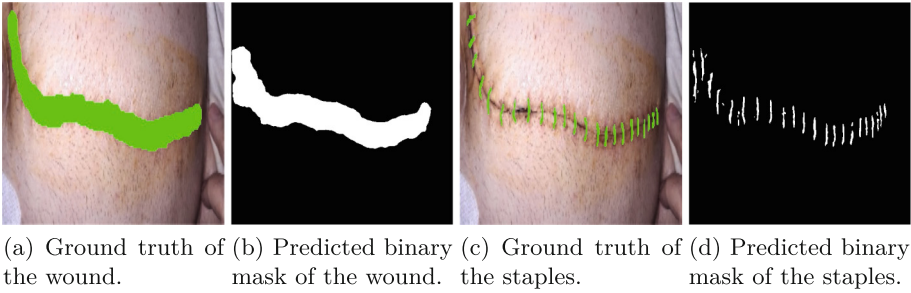 (a) Ground truth of
the wound.
(b) Predicted binary
mask of the wound.
(c) Ground truth of
the staples.
(d) Predicted binary
mask of the staples.